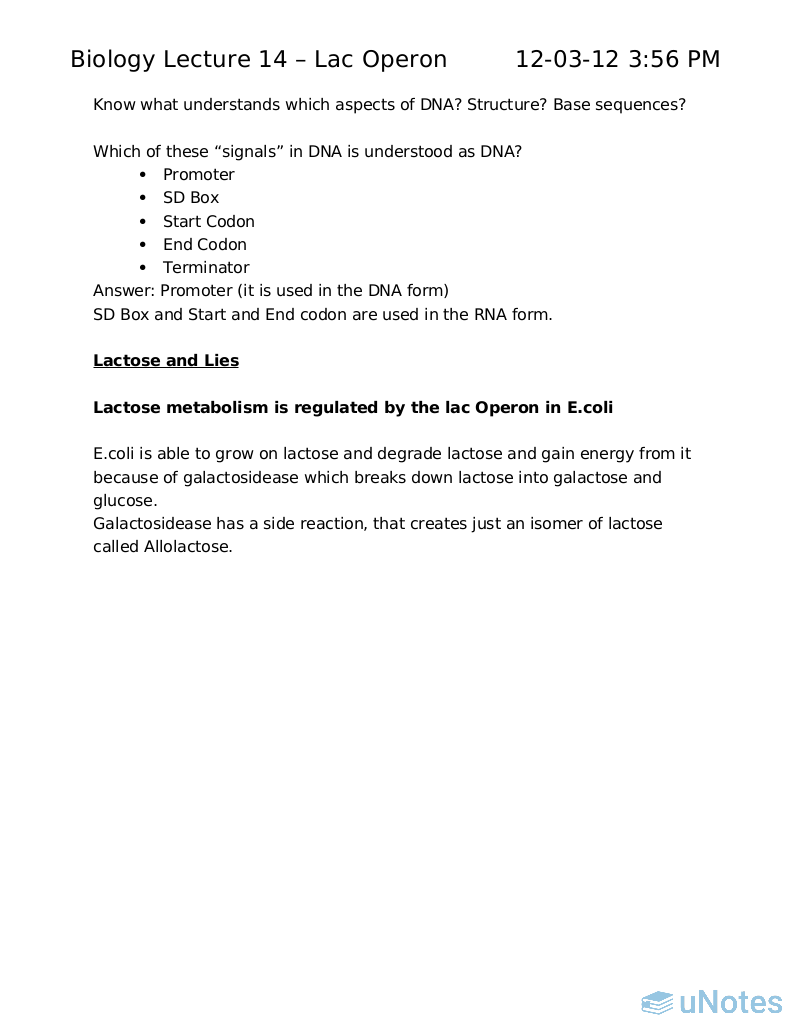 Biology Lecture 14 – Lac Operon 12-03-12 3:56 PM
Know what understands which aspects of DNA? Structure? Base sequences?
Which of these “signals” in DNA is understood as DNA?
• Promoter
• SD Box
• Start Codon
• End Codon
• Terminator
Answer: Promoter (it is used in the DNA form)
SD Box and Start and End codon are used in the RNA form.
Lactose and Lies
Lactose metabolism is regulated by the lac Operon in E.coli
E.coli is able to grow on lactose and degrade lactose and gain energy from it
because of galactosidease which breaks down lactose into galactose and
glucose.
Galactosidease has a side reaction, that creates just an isomer of lactose
called Allolactose.
uNotes